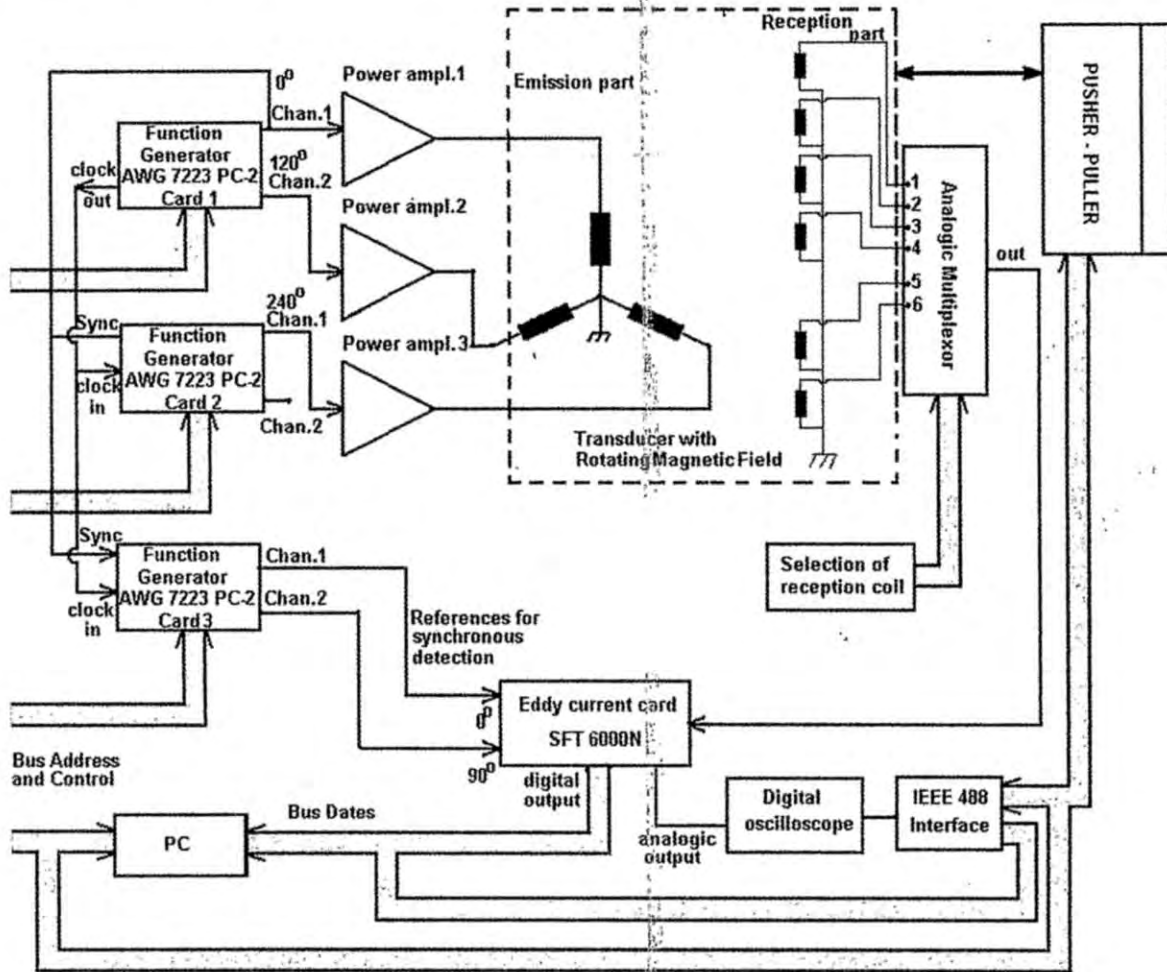 Reception
part
Emission part
PUSHER - PULLER
Power ampl.1
0°
Chan.1
Function
Generator
AWG 7223 PC-2
Card 1
clock
out
120°
Chan.2
Power ampl.2
1
2
3
4
5
6
Analogic Multiplexor
out
240°
Chan.1
Sync
Function
Generator
AWG 7223 PC-2
Card 2
clock
in
Chan.2
Power ampl.3
Transducer with
Rotating Magnetic Field
Sync
Function
Generator
AWG 7223 PC-2
Card 3
clock
in
Chan.1
Chan.2
Selection of
reception coil
References for
synchronous
detection
0°
90°
Eddy current card
SFT 6000N
digital
output
analogic
output
Bus Address
and Control
Bus Dates
PC
Digital
oscilloscope
IEEE 488
Interface